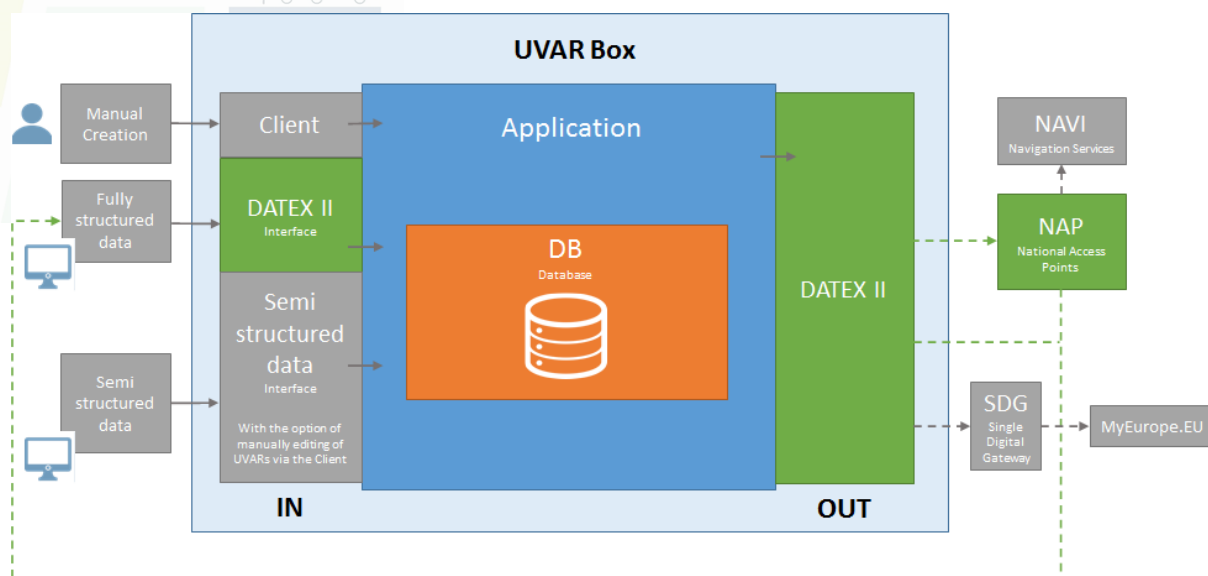 UVAR Box
Manual
Creation
Client
Application
Fully
structured
data
DATEX II
Interface
DB
Database
Semi
structured
data
Interface
With the option of
manually editing of
UVARs via the Client
Semi
structured
data
DATEX II
NAVI
Navigation Services
NAP
National Access
Points
SDG
Single
Digital
Gateway
MyEurope.EU
IN
OUT